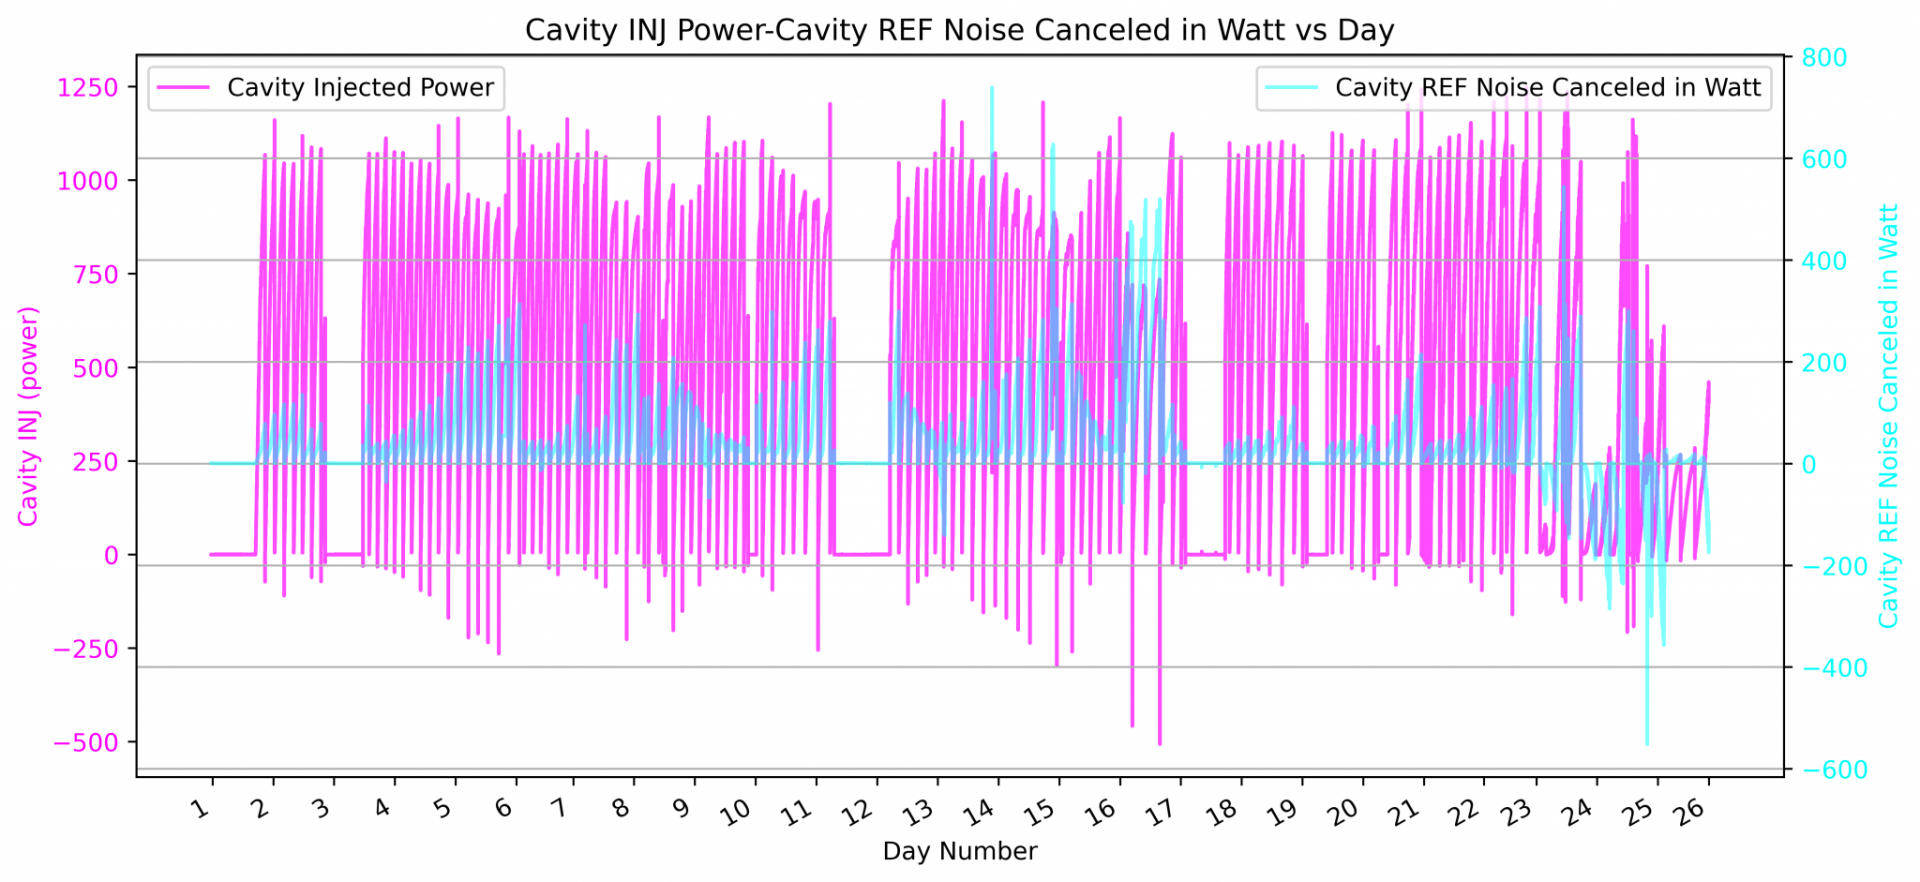 Cavity INJ Power-Cavity REF Noise Canceled in Watt vs Day
Cavity Injected Power
Cavity REF Noise Canceled in Watt
Cavity INJ (power)
1250
1000
750
500
250
0
−250
−500
800
600
400
200
0
−200
−400
−600
Cavity REF Noise Canceled in Watt
1 2 3 4 5 6 7 8 9 10 11 12 13 14 15 16 17 18 19 20 21 22 23 24 25 26
Day Number